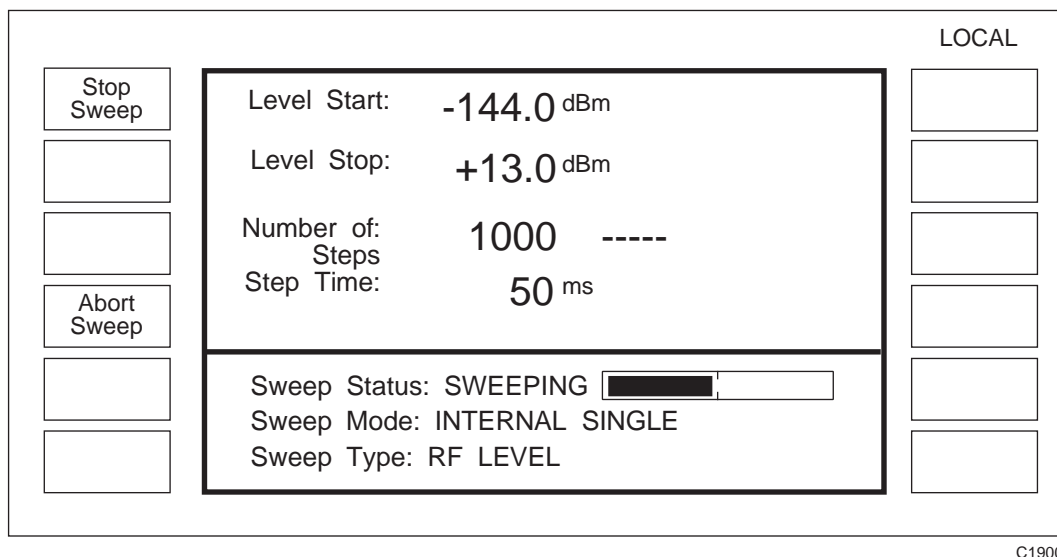 LOCAL
Stop
Sweep
Level Start: -144.0 dBm
Level Stop: +13.0 dBm
Number of: 1000 -----
Steps
Step Time: 50 ms
Abort
Sweep
Sweep Status: SWEEPING
Sweep Mode: INTERNAL SINGLE
Sweep Type: RF LEVEL